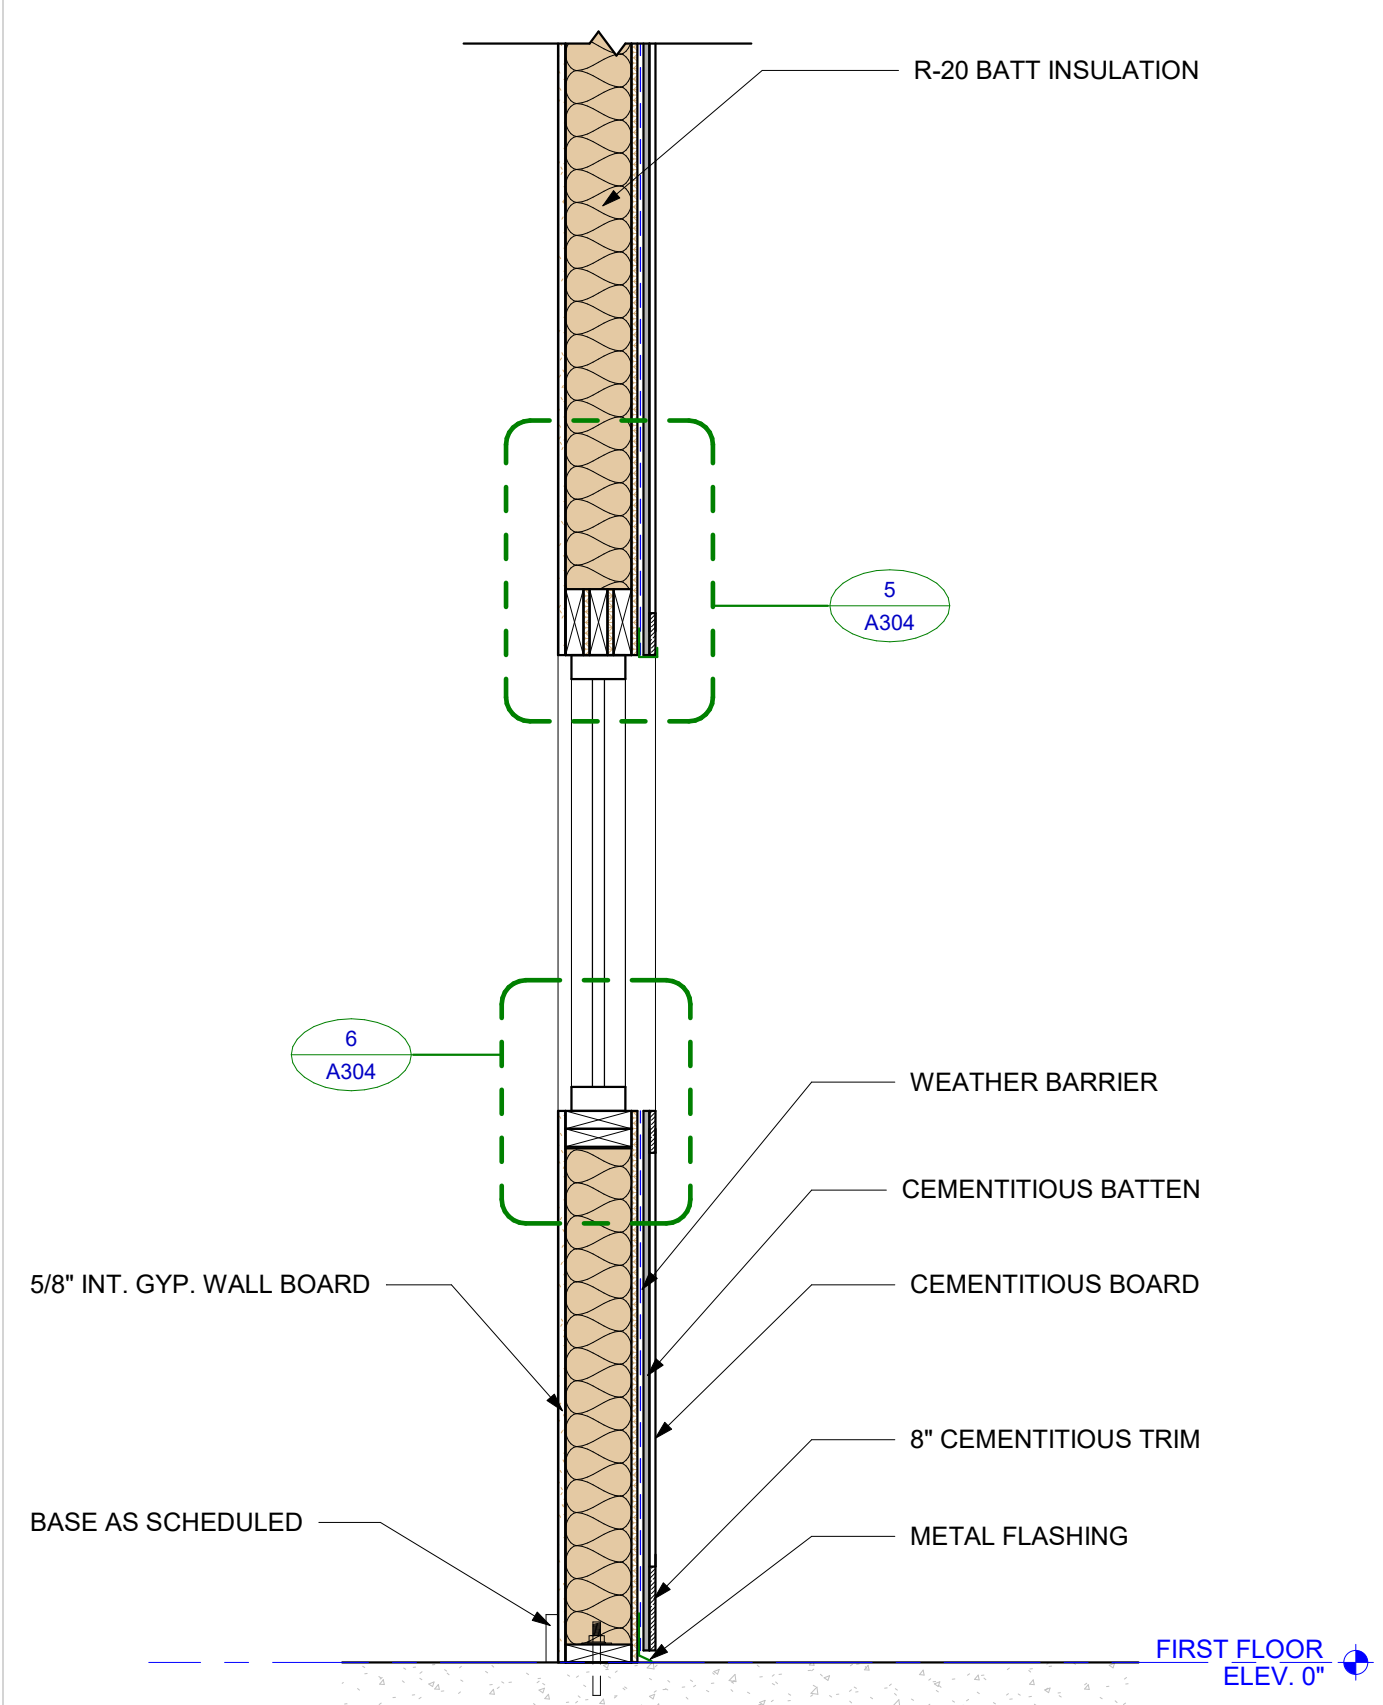 R-20 BATT INSULATION
5
A304
6
A304
WEATHER BARRIER
CEMENTITIOUS BATTEN
5/8" INT. GYP. WALL BOARD
CEMENTITIOUS BOARD
8" CEMENTITIOUS TRIM
BASE AS SCHEDULED
METAL FLASHING
FIRST FLOOR
ELEV. 0"